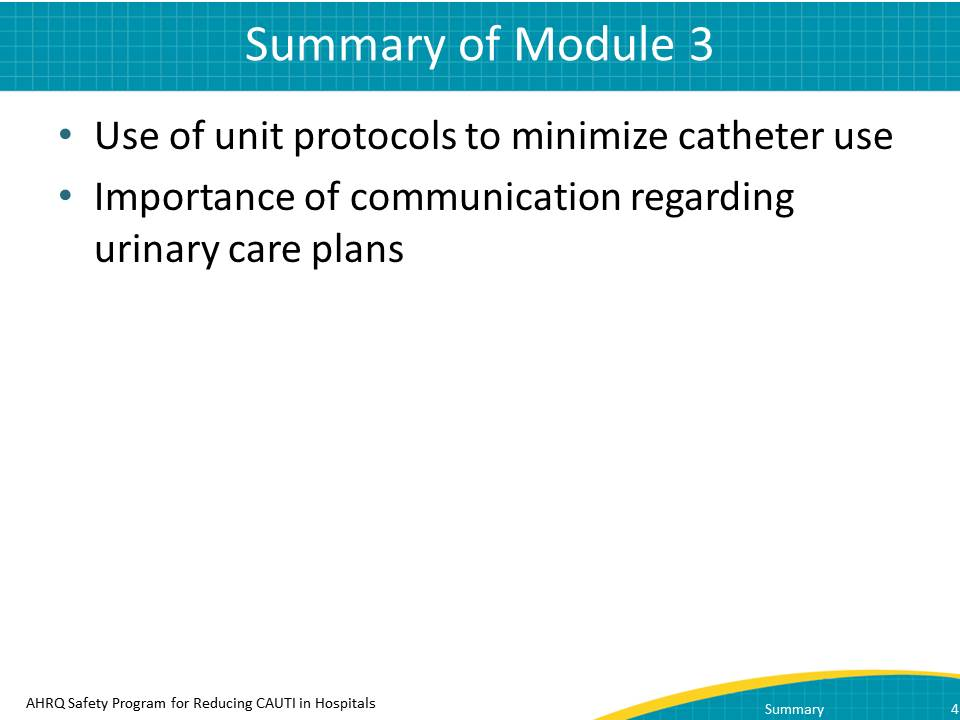 Summary of Module 3
• Use of unit protocols to minimize catheter use
• Importance of communication regarding
urinary care plans
AHRQ Safety Program for Reducing CAUTI in Hospitals
Summary 4